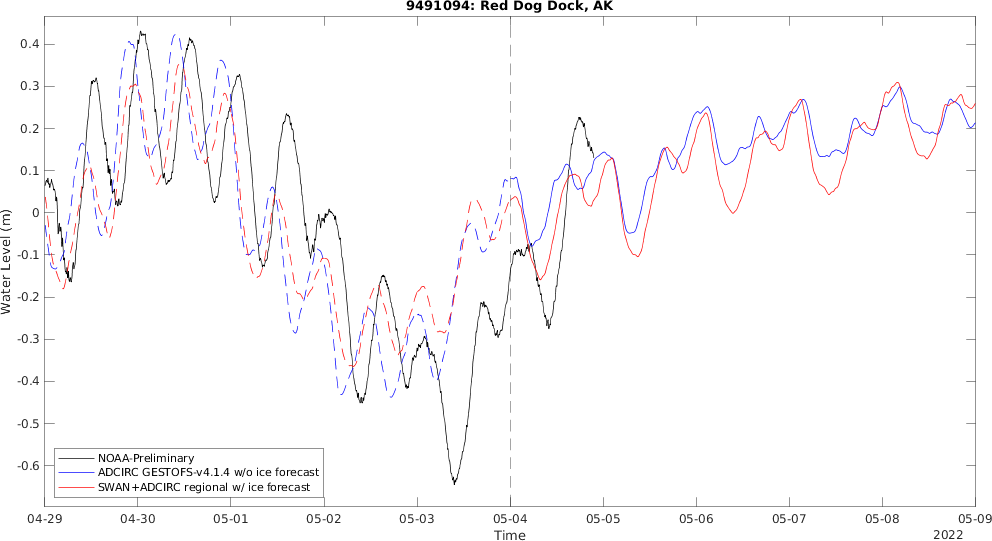 9491094: Red Dog Dock, AK
0.4
0.3
0.2
0.1
0
-0.1
-0.2
-0.3
-0.4
-0.5
-0.6
Water Level (m)
NOAA-Preliminary
ADCIRC GESTOFS-v4.1.4 w/o ice forecast
SWAN+ADCIRC regional w/ ice forecast
04-29 04-30 05-01 05-02 05-03 05-04 05-05 05-06 05-07 05-08 05-09
Time
2022